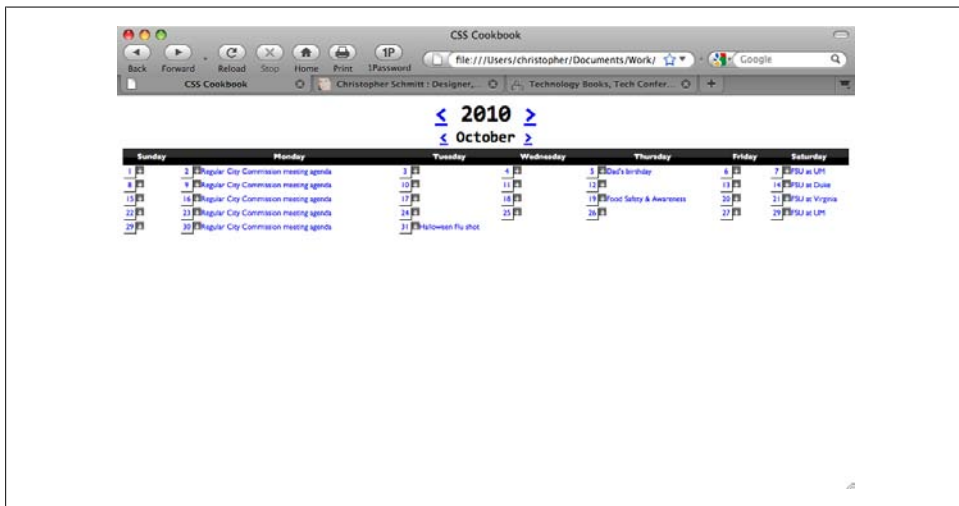 CSS Cookbook
1P
file:///Users/christopher/Documents/Work/
Google
Back Forward Reload Stop Home Print 1Password
CSS Cookbook Christopher Schmitt : Designer,... Technology Books, Tech Confer... +
< 2010 >
< October >
Sunday Monday Tuesday Wednesday Thursday Friday Saturday
1 2 Regular City Commission meeting agenda 3 4 5 Dad's birthday 6 7 FSU at UM
8 9 Regular City Commission meeting agenda 10 11 12 13 14 FSU at Duke
15 16 Regular City Commission meeting agenda 17 18 19 Food Safety & Awareness 20 21 FSU at Virginia
22 23 Regular City Commission meeting agenda 24 25 26 27 29 FSU at UM
29 30 Regular City Commission meeting agenda 31 Halloween Flu shot